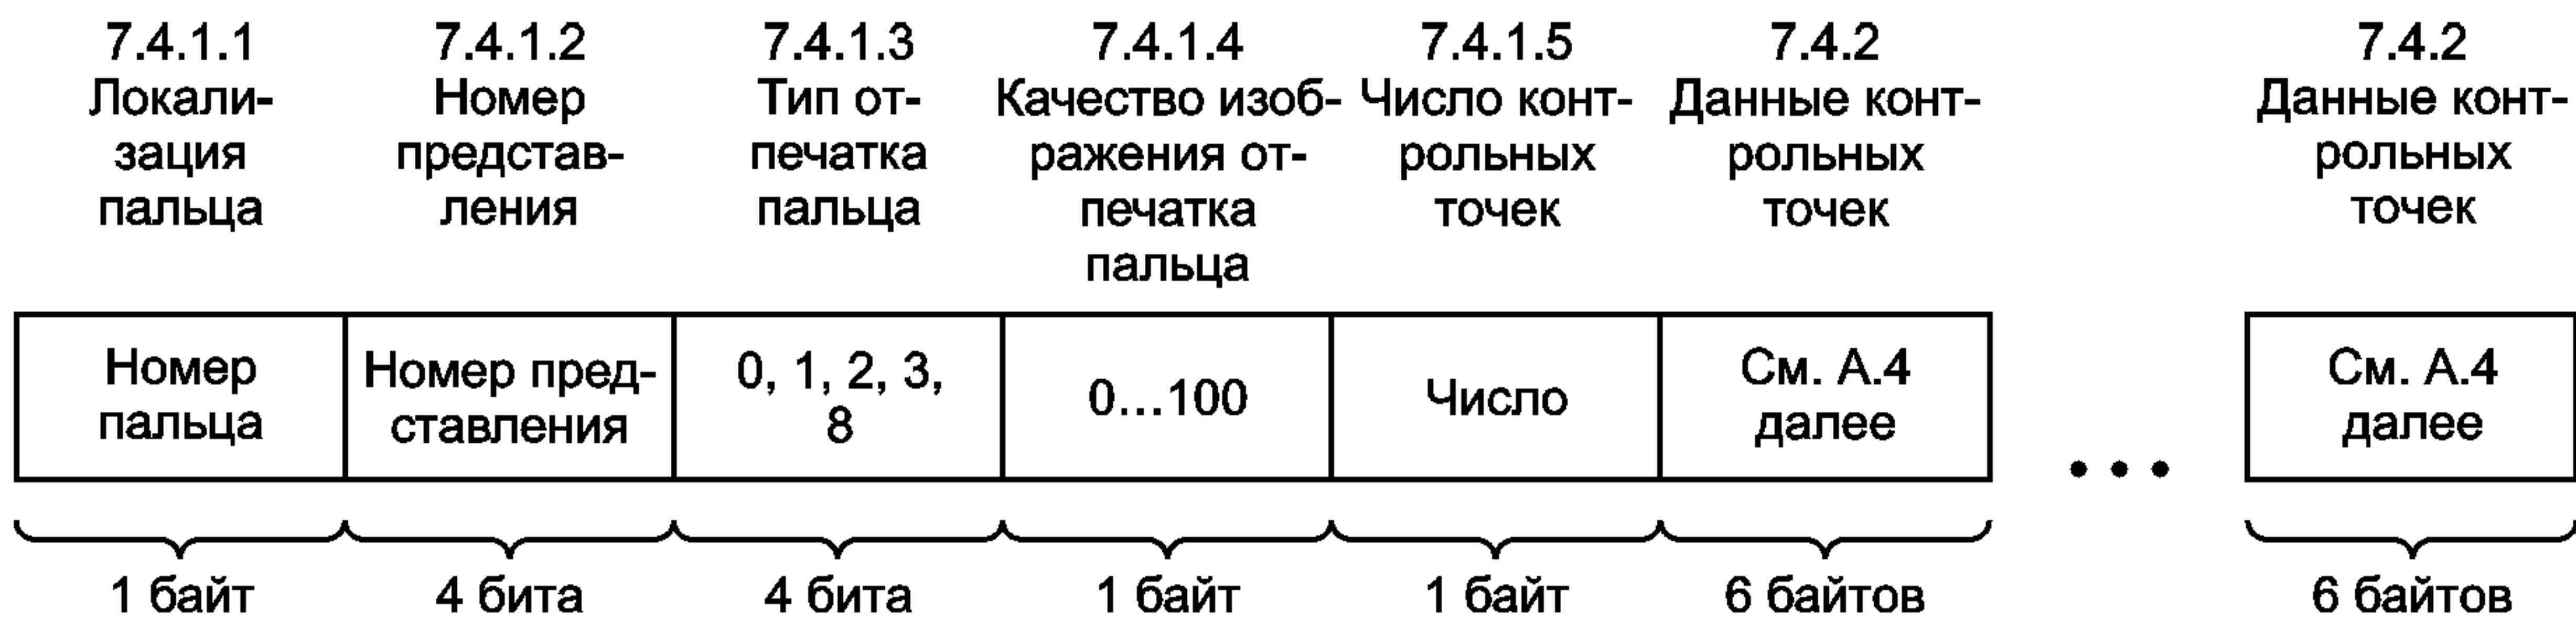 7.4.1.1
Локали-
зация
пальца
7.4.1.2
Номер
представ-
ления
7.4.1.3
Тип от-
печатка
пальца
7.4.1.4
Качество изоб-
ражения от-
печатка
пальца
7.4.1.5
Число конт-
рольных
точек
7.4.2
Данные конт-
рольных
точек
7.4.2
Данные конт-
рольных
точек
Номер
пальца
Номер пред-
ставления
0, 1, 2, 3,
8
0...100
Число
См. А.4
далее
...
См. А.4
далее
1 байт
4 бита
4 бита
1 байт
1 байт
6 байтов
6 байтов